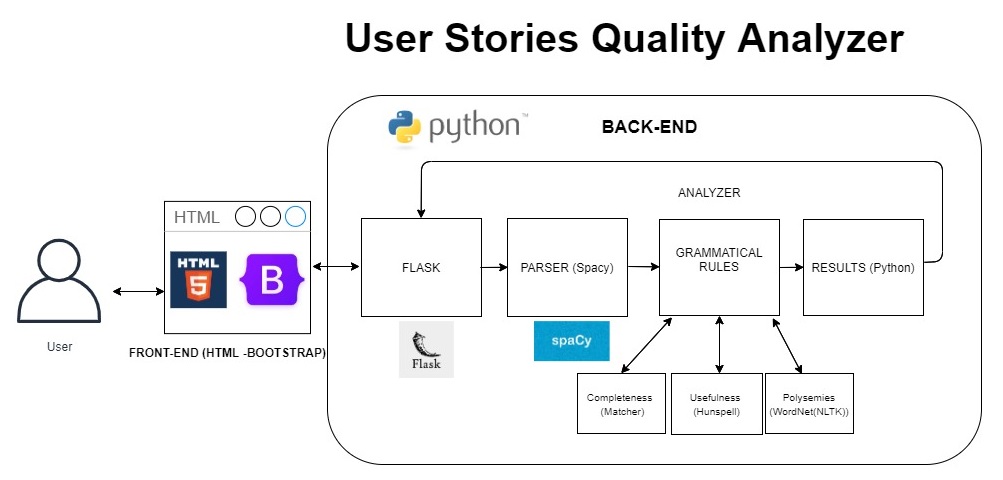 User Stories Quality Analyzer
python™
BACK-END
ANALYZER
HTML
HTML
5
B
FLASK
PARSER (Spacy)
GRAMMATICAL
RULES
RESULTS (Python)
User
FRONT-END (HTML -BOOTSTRAP)
Flask
spaCy
Completeness
(Matcher)
Usefulness
(Hunspell)
Polysemies
(WordNet(NLTK))